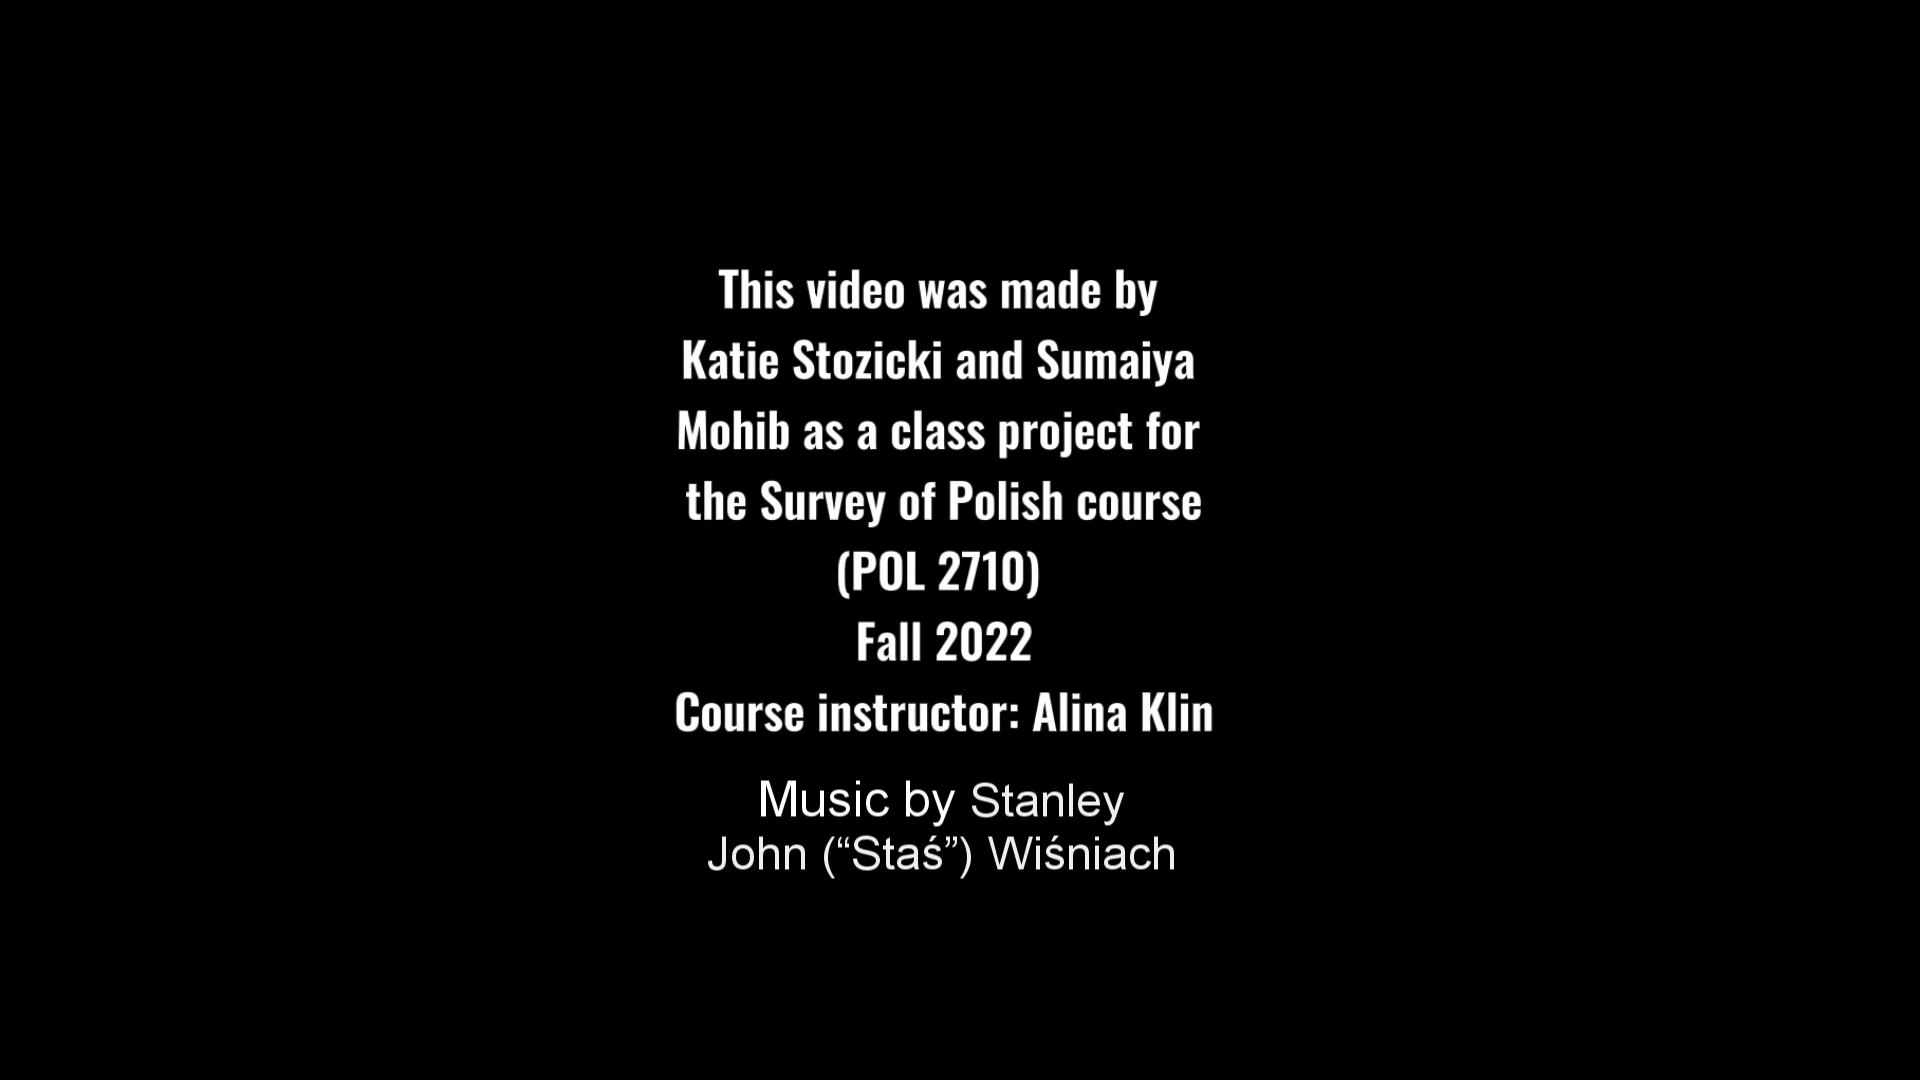 This video was made by
Katie Stozicki and Sumaiya
Mohib as a class project for
the Survey of Polish course
(POL 2710)
Fall 2022
Course instructor: Alina Klin
Music by Stanley
John (“Staś”) Wiśniach